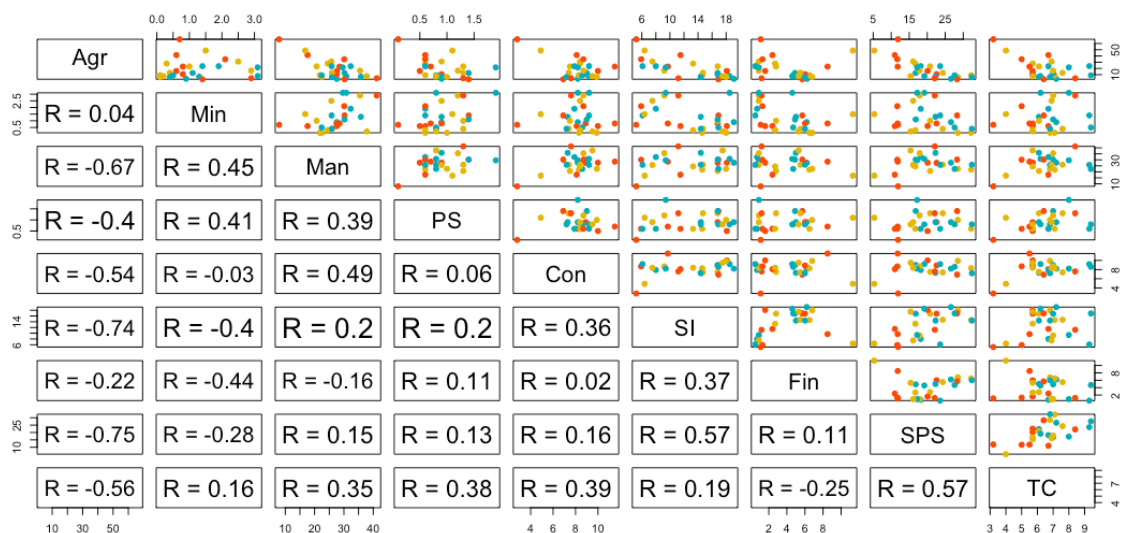 0.0 1.0 2.0 3.0 0.5 1.0 1.5 6 10 14 18 5 15 25
Agr 10 50
R = 0.04 Min 0.5 2.5
R = -0.67 R = 0.45 Man 10 30
R = -0.4 R = 0.41 R = 0.39 PS 0.5
R = -0.54 R = -0.03 R = 0.49 R = 0.06 Con 4 8
R = -0.74 R = -0.4 R = 0.2 R = 0.2 R = 0.36 SI 6 14
R = -0.22 R = -0.44 R = -0.16 R = 0.11 R = 0.02 R = 0.37 Fin 2 8
R = -0.75 R = -0.28 R = 0.15 R = 0.13 R = 0.16 R = 0.57 R = 0.11 SPS 10 25
R = -0.56 R = 0.16 R = 0.35 R = 0.38 R = 0.39 R = 0.19 R = -0.25 R = 0.57 TC 4 7
10 30 50 10 20 30 40 4 6 8 10 2 4 6 8 3 4 5 6 7 8 9